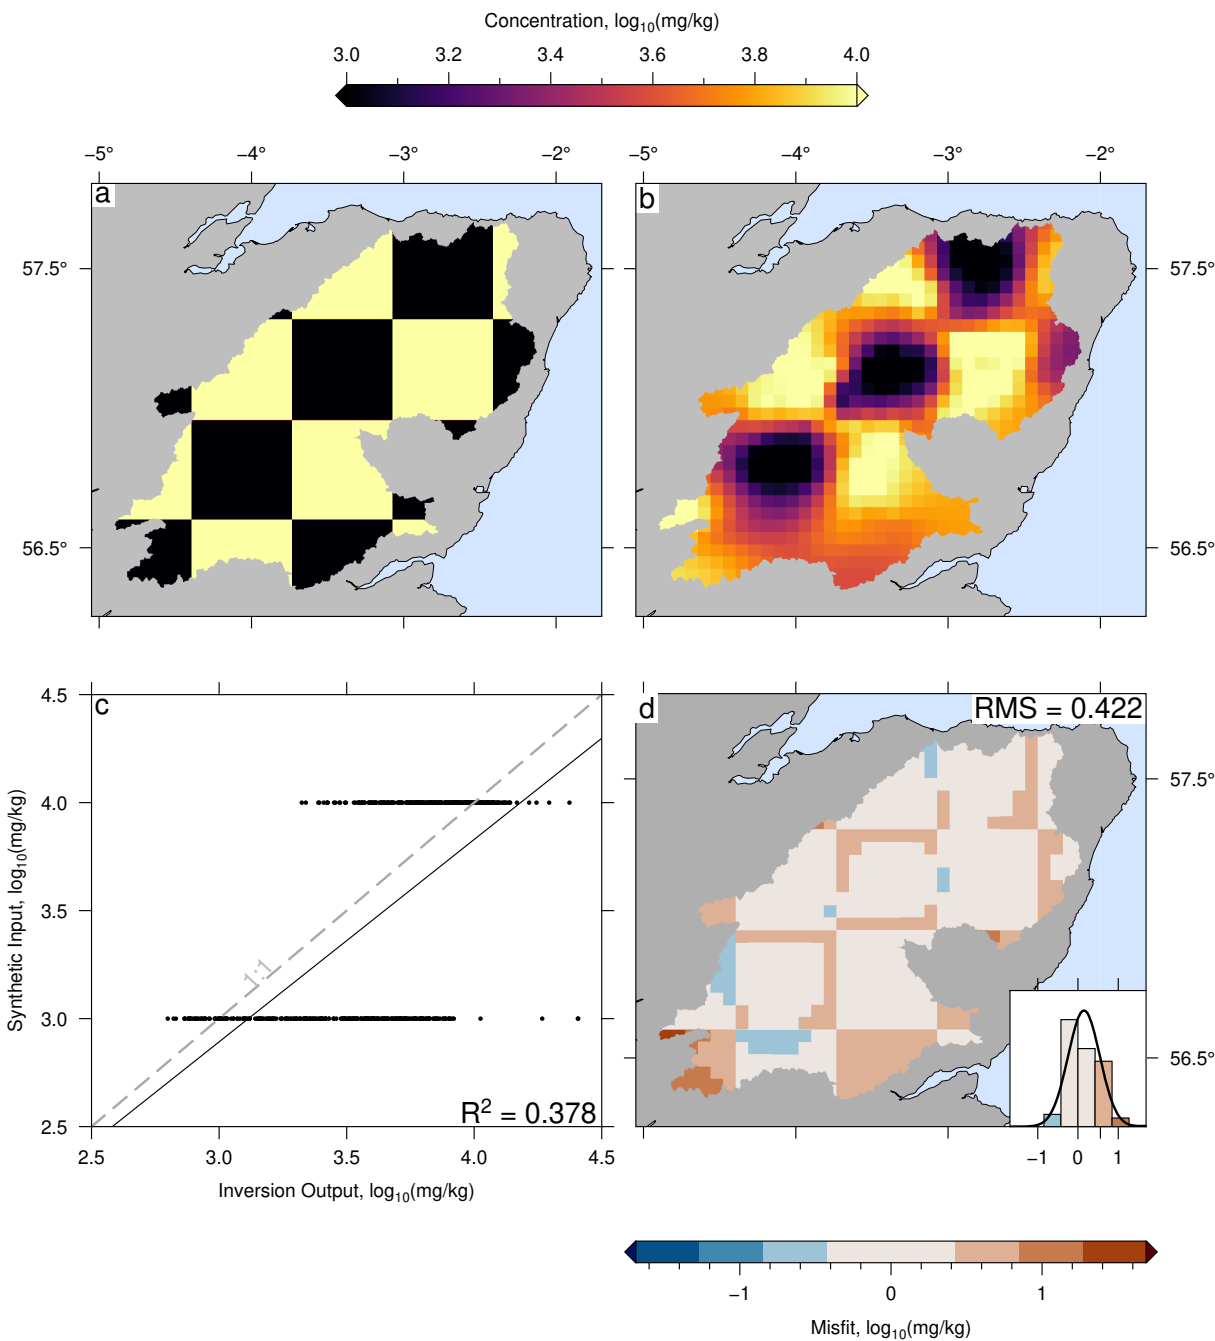 Concentration, log10(mg/kg)
3.0 3.2 3.4 3.6 3.8 4.0
−5° −4° −3° −2° −5° −4° −3° −2°
a b
57.5° 57.5°
56.5° 56.5°
4.5 c d RMS = 0.422
57.5°
4.0
3.5
Synthetic Input, log10(mg/kg)
1:1
3.0
56.5°
R2 = 0.378
2.5
2.5 3.0 3.5 4.0 4.5 −1 0 1
Inversion Output, log10(mg/kg)
−1 0 1
Misfit, log10(mg/kg)